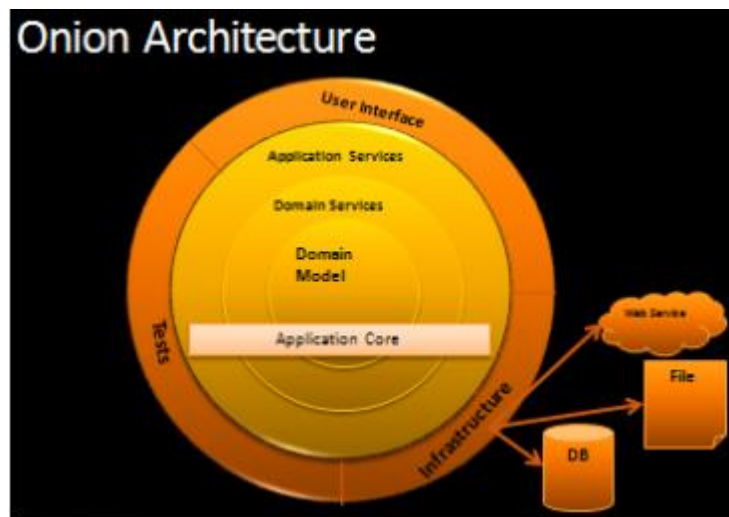 Onion Architecture
User Interface
Application Services
Domain Services
Domain
Model
Application Core
Tests
Infrastructure
Web Service
File
DB